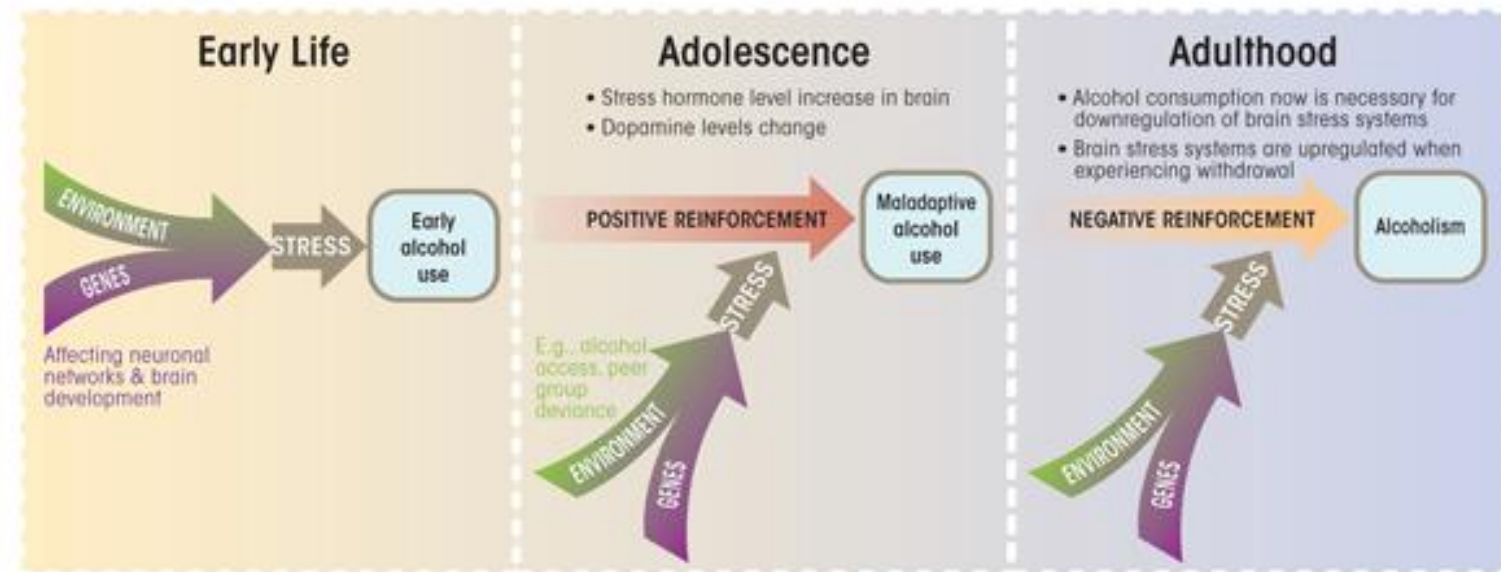 Early Life
ENVIRONMENT
GENES
STRESS
Early
alcohol
use
Affecting neuronal
networks & brain
development
Adolescence
• Stress hormone level increase in brain
• Dopamine levels change
POSITIVE REINFORCEMENT
Maladaptive
alcohol
use
STRESS
E.g., alcohol
access, peer
group
deviance
ENVIRONMENT
GENES
Adulthood
• Alcohol consumption now is necessary for
downregulation of brain stress systems
• Brain stress systems are upregulated when
experiencing withdrawal
NEGATIVE REINFORCEMENT
Alcoholism
STRESS
ENVIRONMENT
GENES